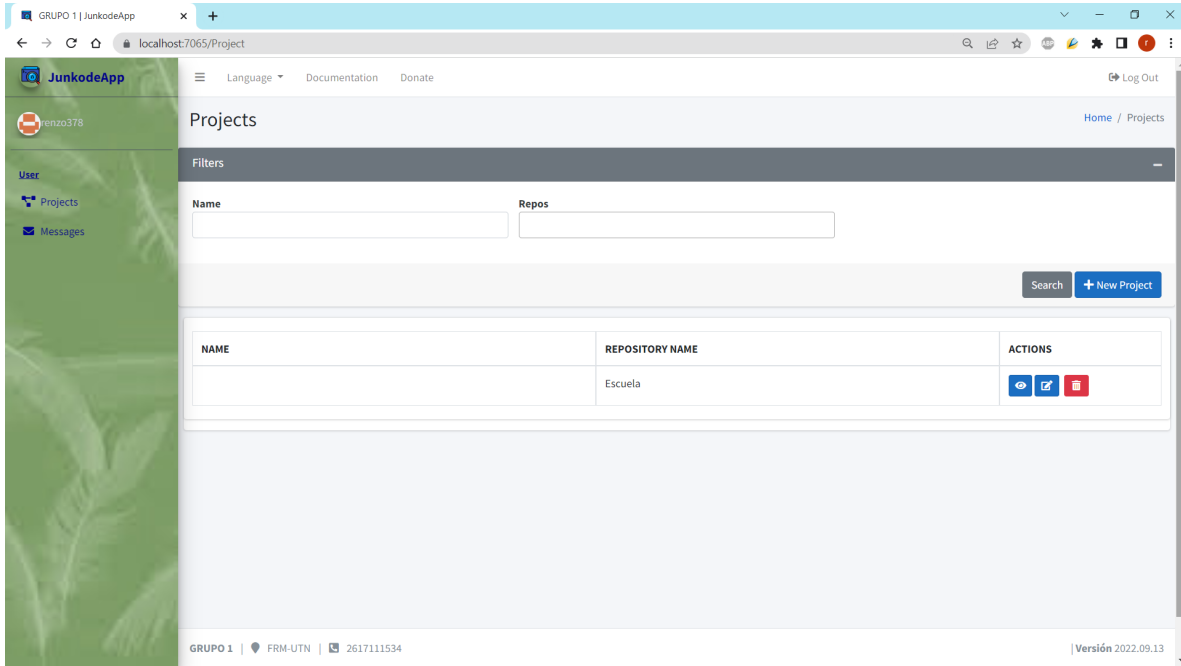 GRUPO 1 | JunkodeApp
localhost:7065/Project
ABP
r
JunkodeApp
Language
Documentation
Donate
Log Out
renzo378
Projects
Home / Projects
Filters
User
Projects
Messages
Name
Repos
Search
New Project
NAME
REPOSITORY NAME
ACTIONS
Escuela
GRUPO 1 | FRM-UTN | 2617111534
| Versión 2022.09.13